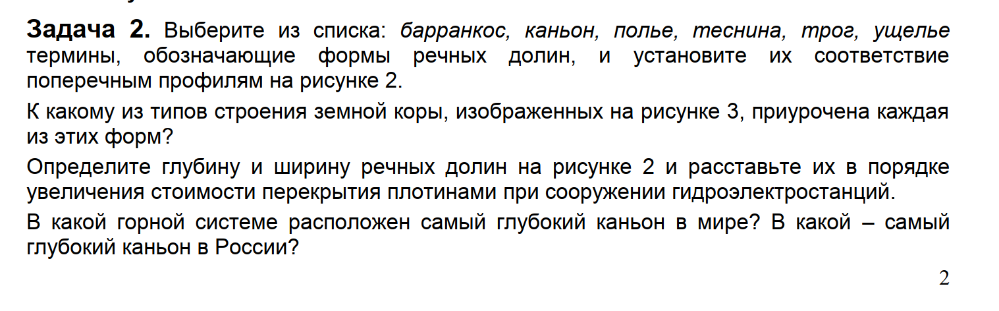 Задача 2. Выберите из списка: барранкос, каньон, полье, теснина, трог, ущелье
термины, обозначающие формы речных долин, и установите их соответствие
поперечным профилям на рисунке 2.
К какому из типов строения земной коры, изображенных на рисунке 3, приурочена каждая
из этих форм?
Определите глубину и ширину речных долин на рисунке 2 и расставьте их в порядке
увеличения стоимости перекрытия плотинами при сооружении гидроэлектростанций.
В какой горной системе расположен самый глубокий каньон в мире? В какой – самый
глубокий каньон в России?
2